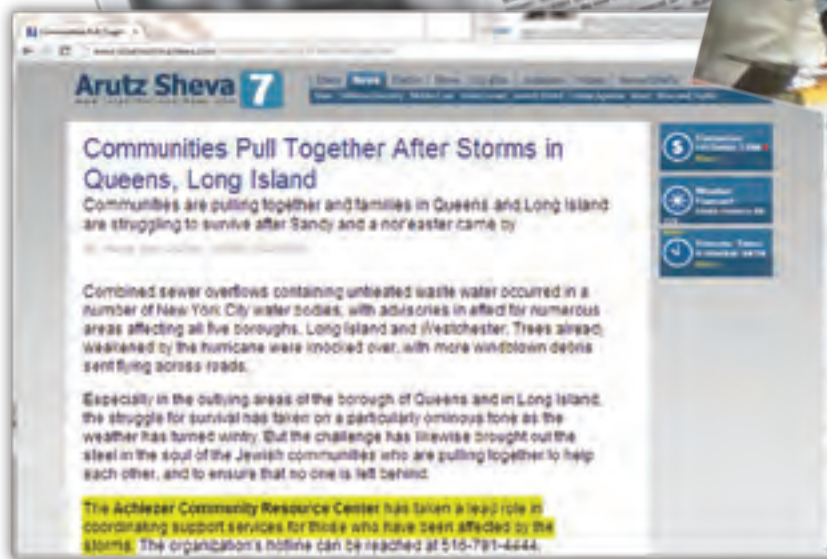 Arutz Sheva 7
News
Communities Pull Together After Storms in
Queens, Long Island
Communities are pulling together and families in Queens and Long Island
are struggling to survive after Sandy and a nor'easter came by
Combined sewer overflows containing untreated waste water occurred in a
number of New York City water bodies, with advisories in effect for numerous
areas affecting all five boroughs, Long Island and Westchester. Trees already
weakened by the hurricane were knocked over, with more windblown debris
sent flying across roads.
Especially in the outlying areas of the borough of Queens and in Long Island,
the struggle for survival has taken on a particularly ominous tone as the
weather has turned wintry. But the challenge has likewise brought out the
steel in the soul of the Jewish communities who are pulling together to help
each other, and to ensure that no one is left behind.
The Achiezer Community Resource Center has taken a lead role in
coordinating support services for those who have been affected by the
storms. The organization's hotline can be reached at 516-791-4444.